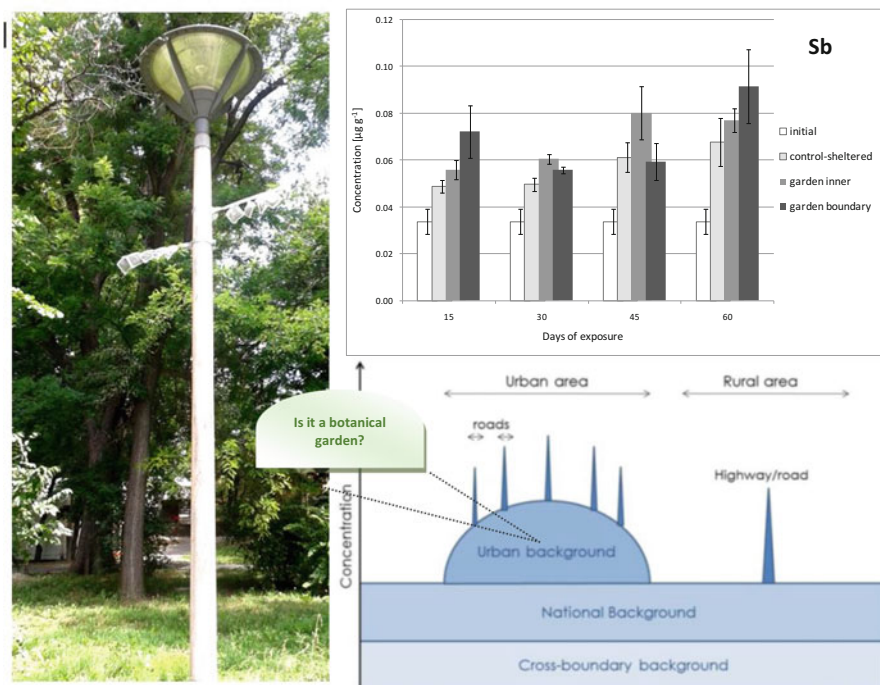 Sb
Concentration [µg g⁻¹]
0.12
0.10
0.08
0.06
0.04
0.02
0.00
15
30
45
60
Days of exposure
initial
control-sheltered
garden inner
garden boundary
Is it a botanical
garden?
Concentration
Urban area
Rural area
roads
Highway/road
Urban background
National Background
Cross-boundary background